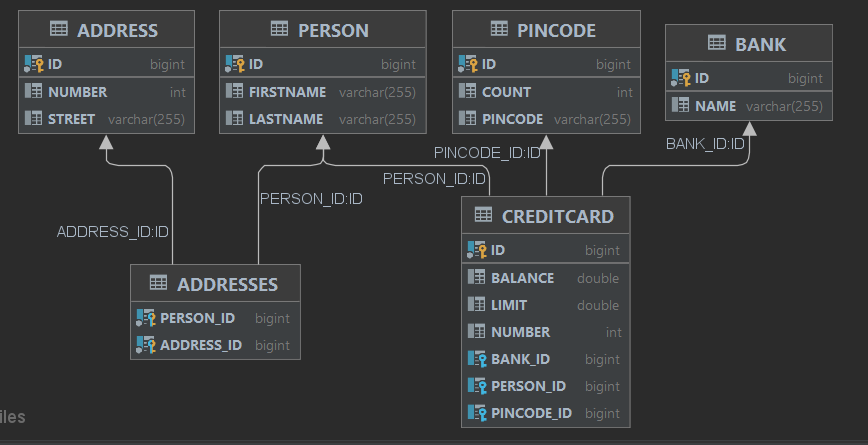 ADDRESS
ID bigint
NUMBER int
STREET varchar(255)
PERSON
ID bigint
FIRSTNAME varchar(255)
LASTNAME varchar(255)
PINCODE
ID bigint
COUNT int
PINCODE varchar(255)
BANK
ID bigint
NAME varchar(255)
PINCODE_ID:ID
BANK_ID:ID
PERSON_ID:ID
PERSON_ID:ID
ADDRESS_ID:ID
ADDRESSES
PERSON_ID bigint
ADDRESS_ID bigint
CREDITCARD
ID bigint
BALANCE double
LIMIT double
NUMBER int
BANK_ID bigint
PERSON_ID bigint
PINCODE_ID bigint
iles